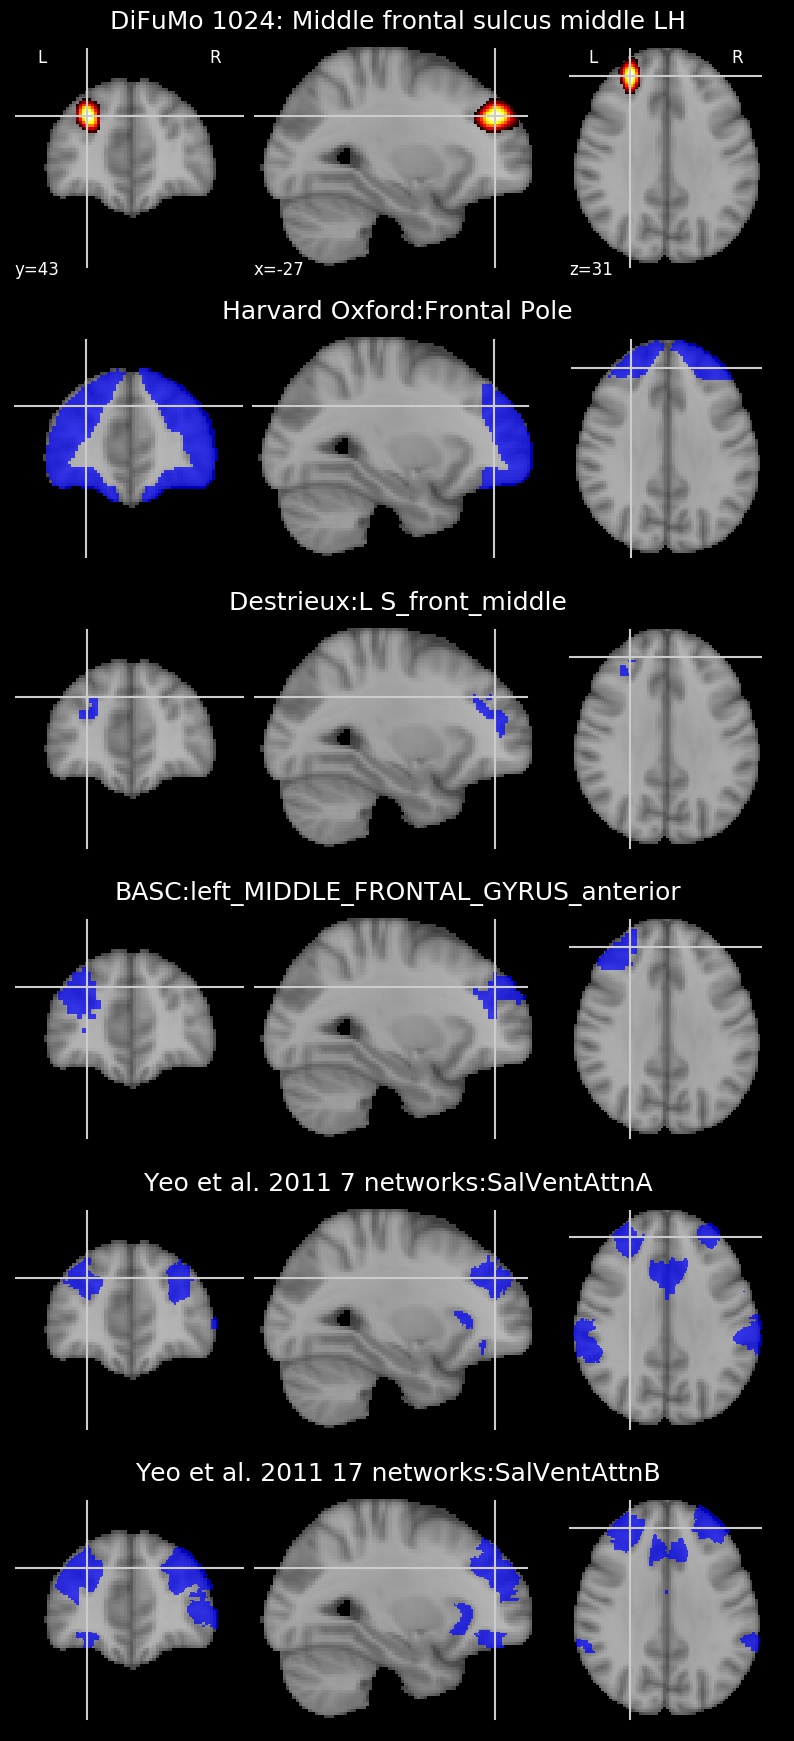 DiFuMo 1024: Middle frontal sulcus middle LH
L R L R
y=43 x=-27 z=31
Harvard Oxford:Frontal Pole
Destrieux:L S_front_middle
BASC:left_MIDDLE_FRONTAL_GYRUS_anterior
Yeo et al. 2011 7 networks:SalVentAttnA
Yeo et al. 2011 17 networks:SalVentAttnB